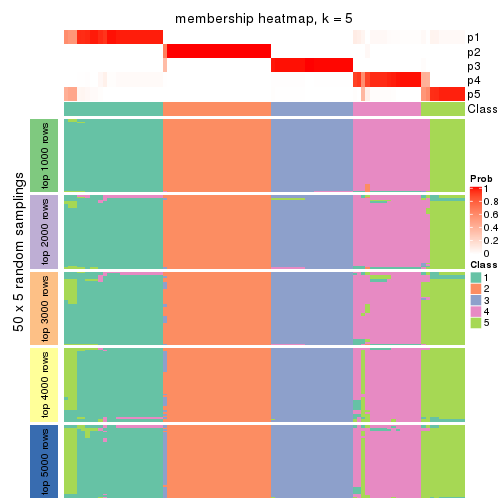 membership heatmap, k = 5
p1
p2
p3
p4
p5
Class
50 x 5 random samplings
top 1000 rows
top 2000 rows
top 3000 rows
top 4000 rows
top 5000 rows
Prob
1
0.8
0.6
0.4
0.2
0
Class
1
2
3
4
5